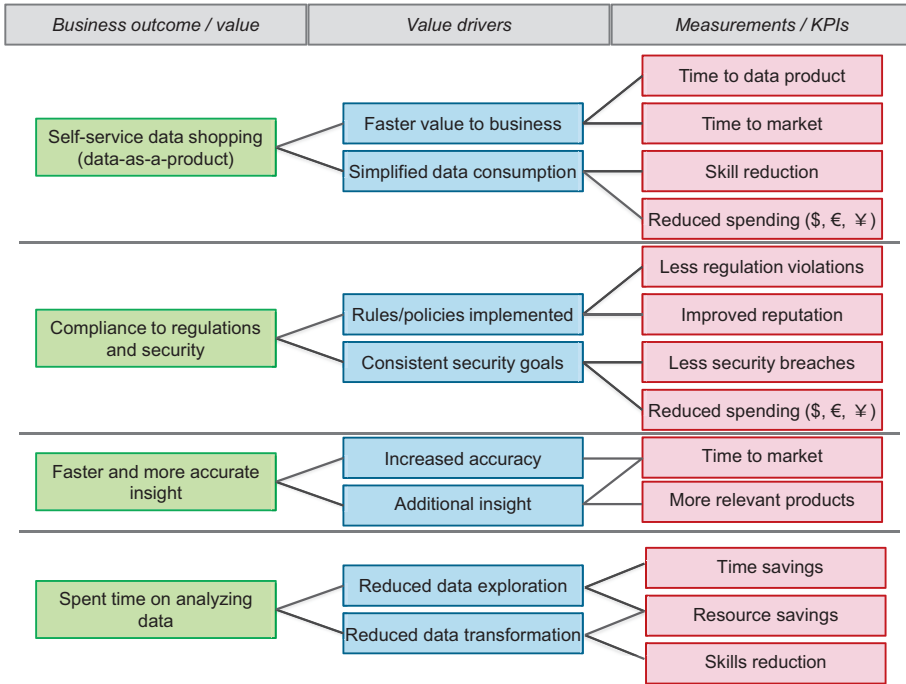 Business outcome / value
Value drivers
Measurements / KPIs
Self-service data shopping
(data-as-a-product)
Faster value to business
Simplified data consumption
Time to data product
Time to market
Skill reduction
Reduced spending ($, €, ¥)
Compliance to regulations
and security
Rules/policies implemented
Consistent security goals
Less regulation violations
Improved reputation
Less security breaches
Reduced spending ($, €, ¥)
Faster and more accurate
insight
Increased accuracy
Additional insight
Time to market
More relevant products
Spent time on analyzing
data
Reduced data exploration
Reduced data transformation
Time savings
Resource savings
Skills reduction